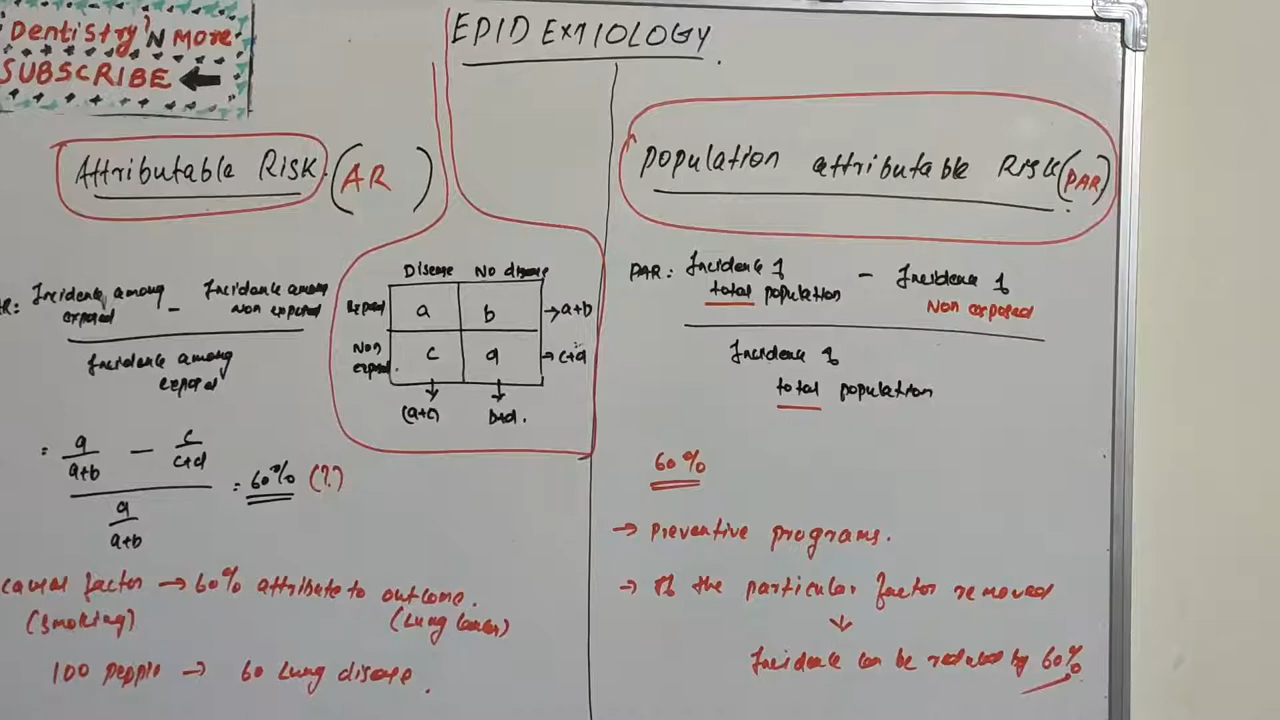 Dentistry'N More
SUBSCRIBE
EPIDEMIOLOGY
Attributable Risk. (AR)
R: Incidence among exposed - Incidence among Non exposed
Incidence among
exposed
= a/a+b - c/c+d
a/a+b
= 60% (?)
causal factor → 60% attribute to outcome.
(smoking) (Lung cancer)
100 people → 60 Lung disease.
Disease No disease
Exposed a b → a+b
Non exposed. c d → c+d
(a+c) b+d.
Population attributable Risk (PAR)
PAR: Incidence of total population - Incidence of Non exposed
Incidence of
total population
60%
→ Preventive programs.
→ If the particular factor removed
Incidence can be reduced by 60%